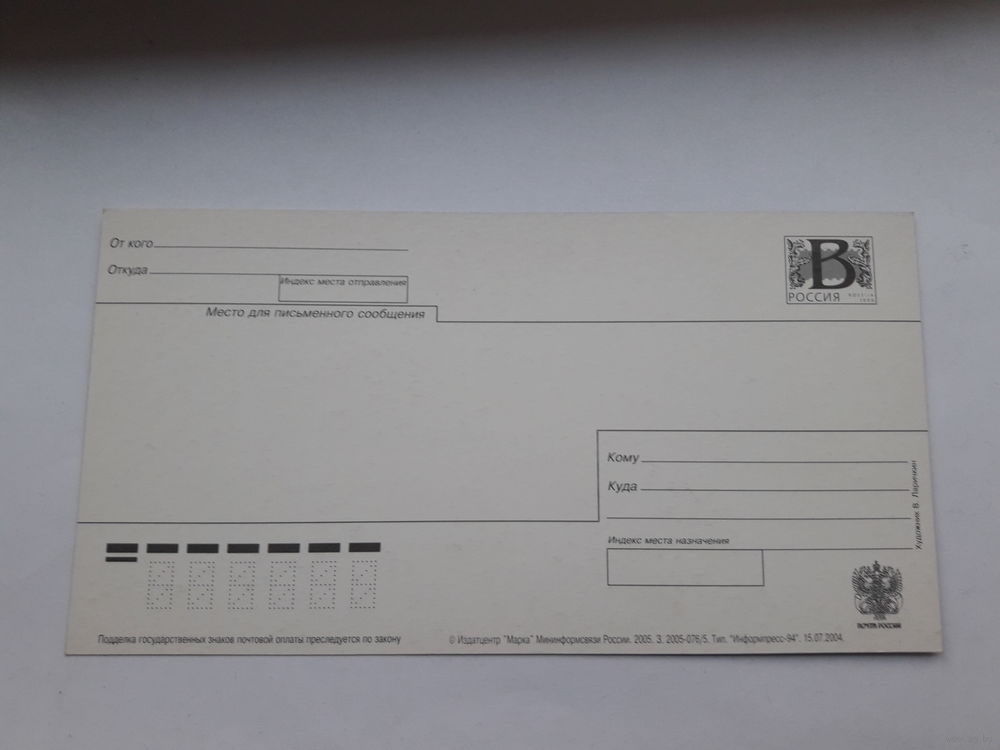 От кого
Откуда
Индекс места отправления
Место для письменного сообщения
В
РОССИЯ
ROSSIJA
Кому
Куда
Индекс места назначения
Художник В. Ларичкин
ПОЧТА РОССИИ
Подделка государственных знаков почтовой оплаты преследуется по закону
© Издатцентр "Марка" Мининформсвязи России. 2005. З. 2005-076/5. Тип. "Информпресс-94". 15.07.2004.